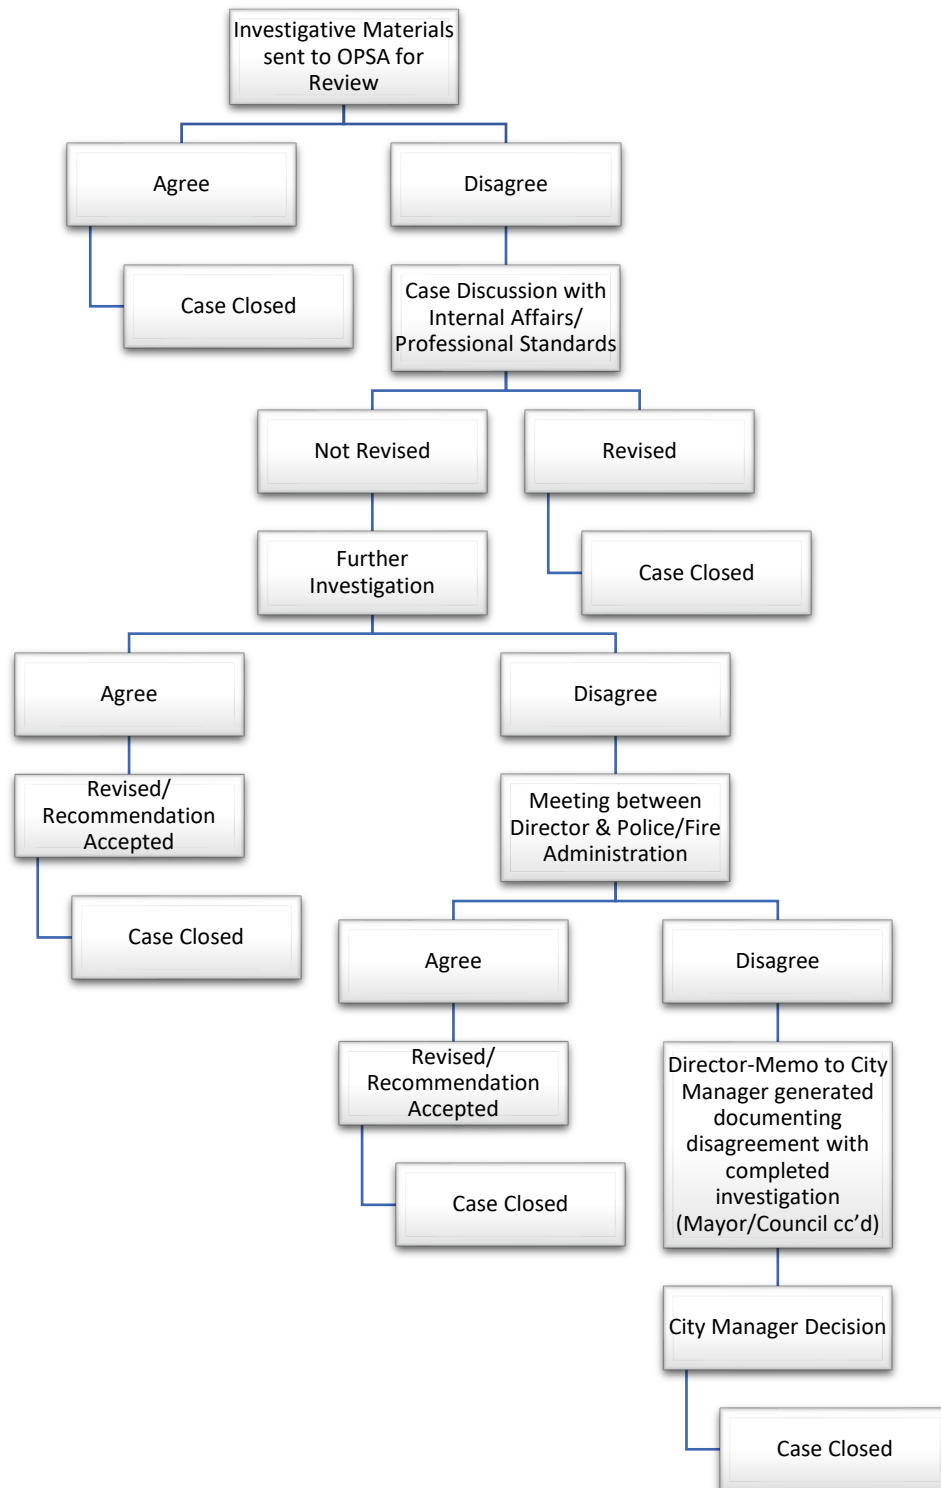 Investigative Materials
sent to OPSA for
Review
Agree
Disagree
Case Closed
Case Discussion with
Internal Affairs/
Professional Standards
Not Revised
Revised
Further
Investigation
Case Closed
Agree
Disagree
Revised/
Recommendation
Accepted
Meeting between
Director & Police/Fire
Administration
Case Closed
Agree
Disagree
Revised/
Recommendation
Accepted
Director-Memo to City
Manager generated
documenting
disagreement with
completed
investigation
(Mayor/Council cc’d)
Case Closed
City Manager Decision
Case Closed